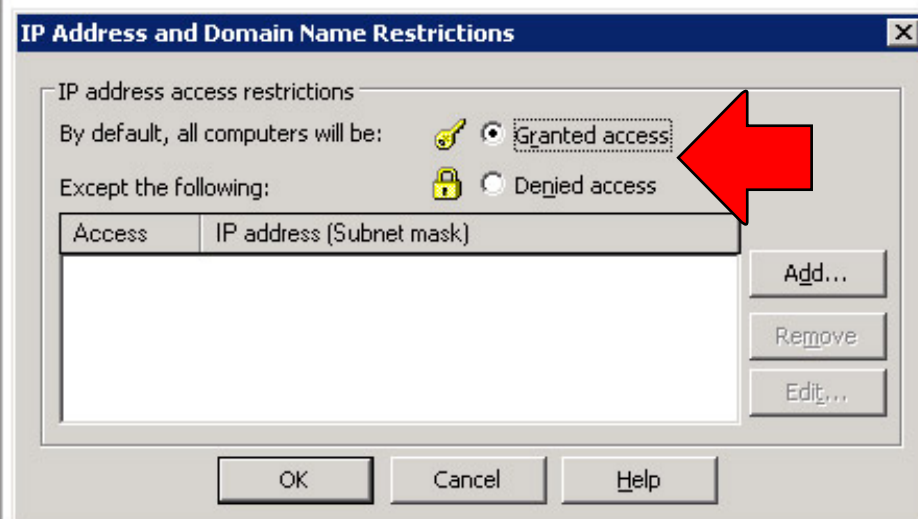 IP Address and Domain Name Restrictions
IP address access restrictions
By default, all computers will be:
Granted access
Except the following:
Denied access
Access
IP address (Subnet mask)
Add...
Remove
Edit...
OK
Cancel
Help